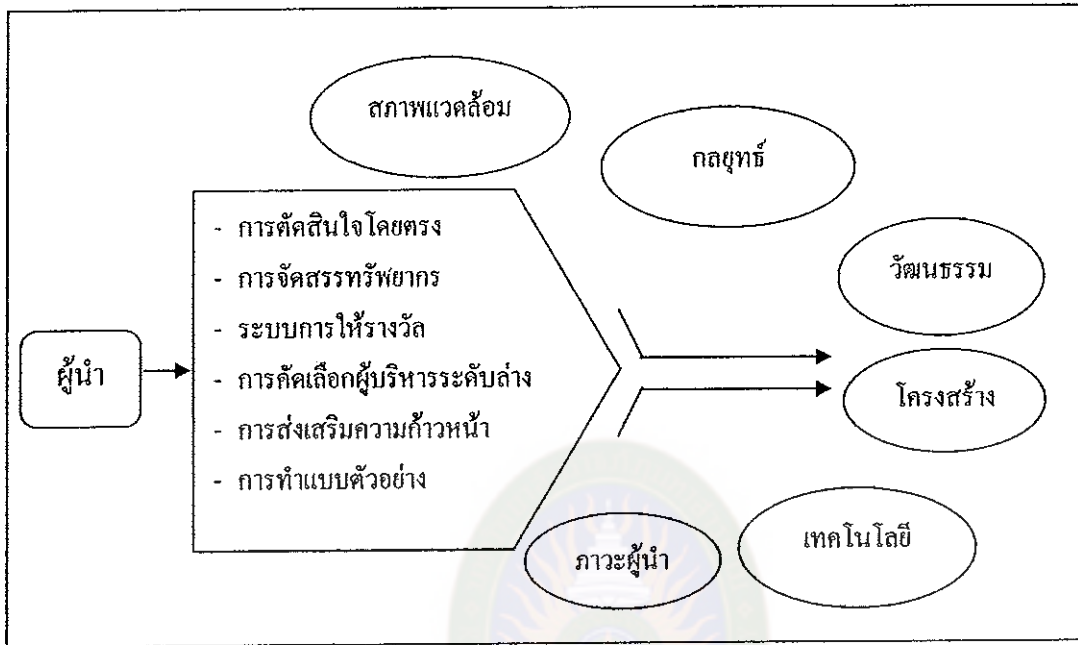 สภาพแวดล้อม
กลยุทธ์
- การตัดสินใจโดยตรง
- การจัดสรรทรัพยากร
- ระบบการให้รางวัล
- การคัดเลือกผู้บริหารระดับล่าง
- การส่งเสริมความก้าวหน้า
- การทำแบบตัวอย่าง
ผู้นำ
วัฒนธรรม
โครงสร้าง
เทคโนโลยี
ภาวะผู้นำ